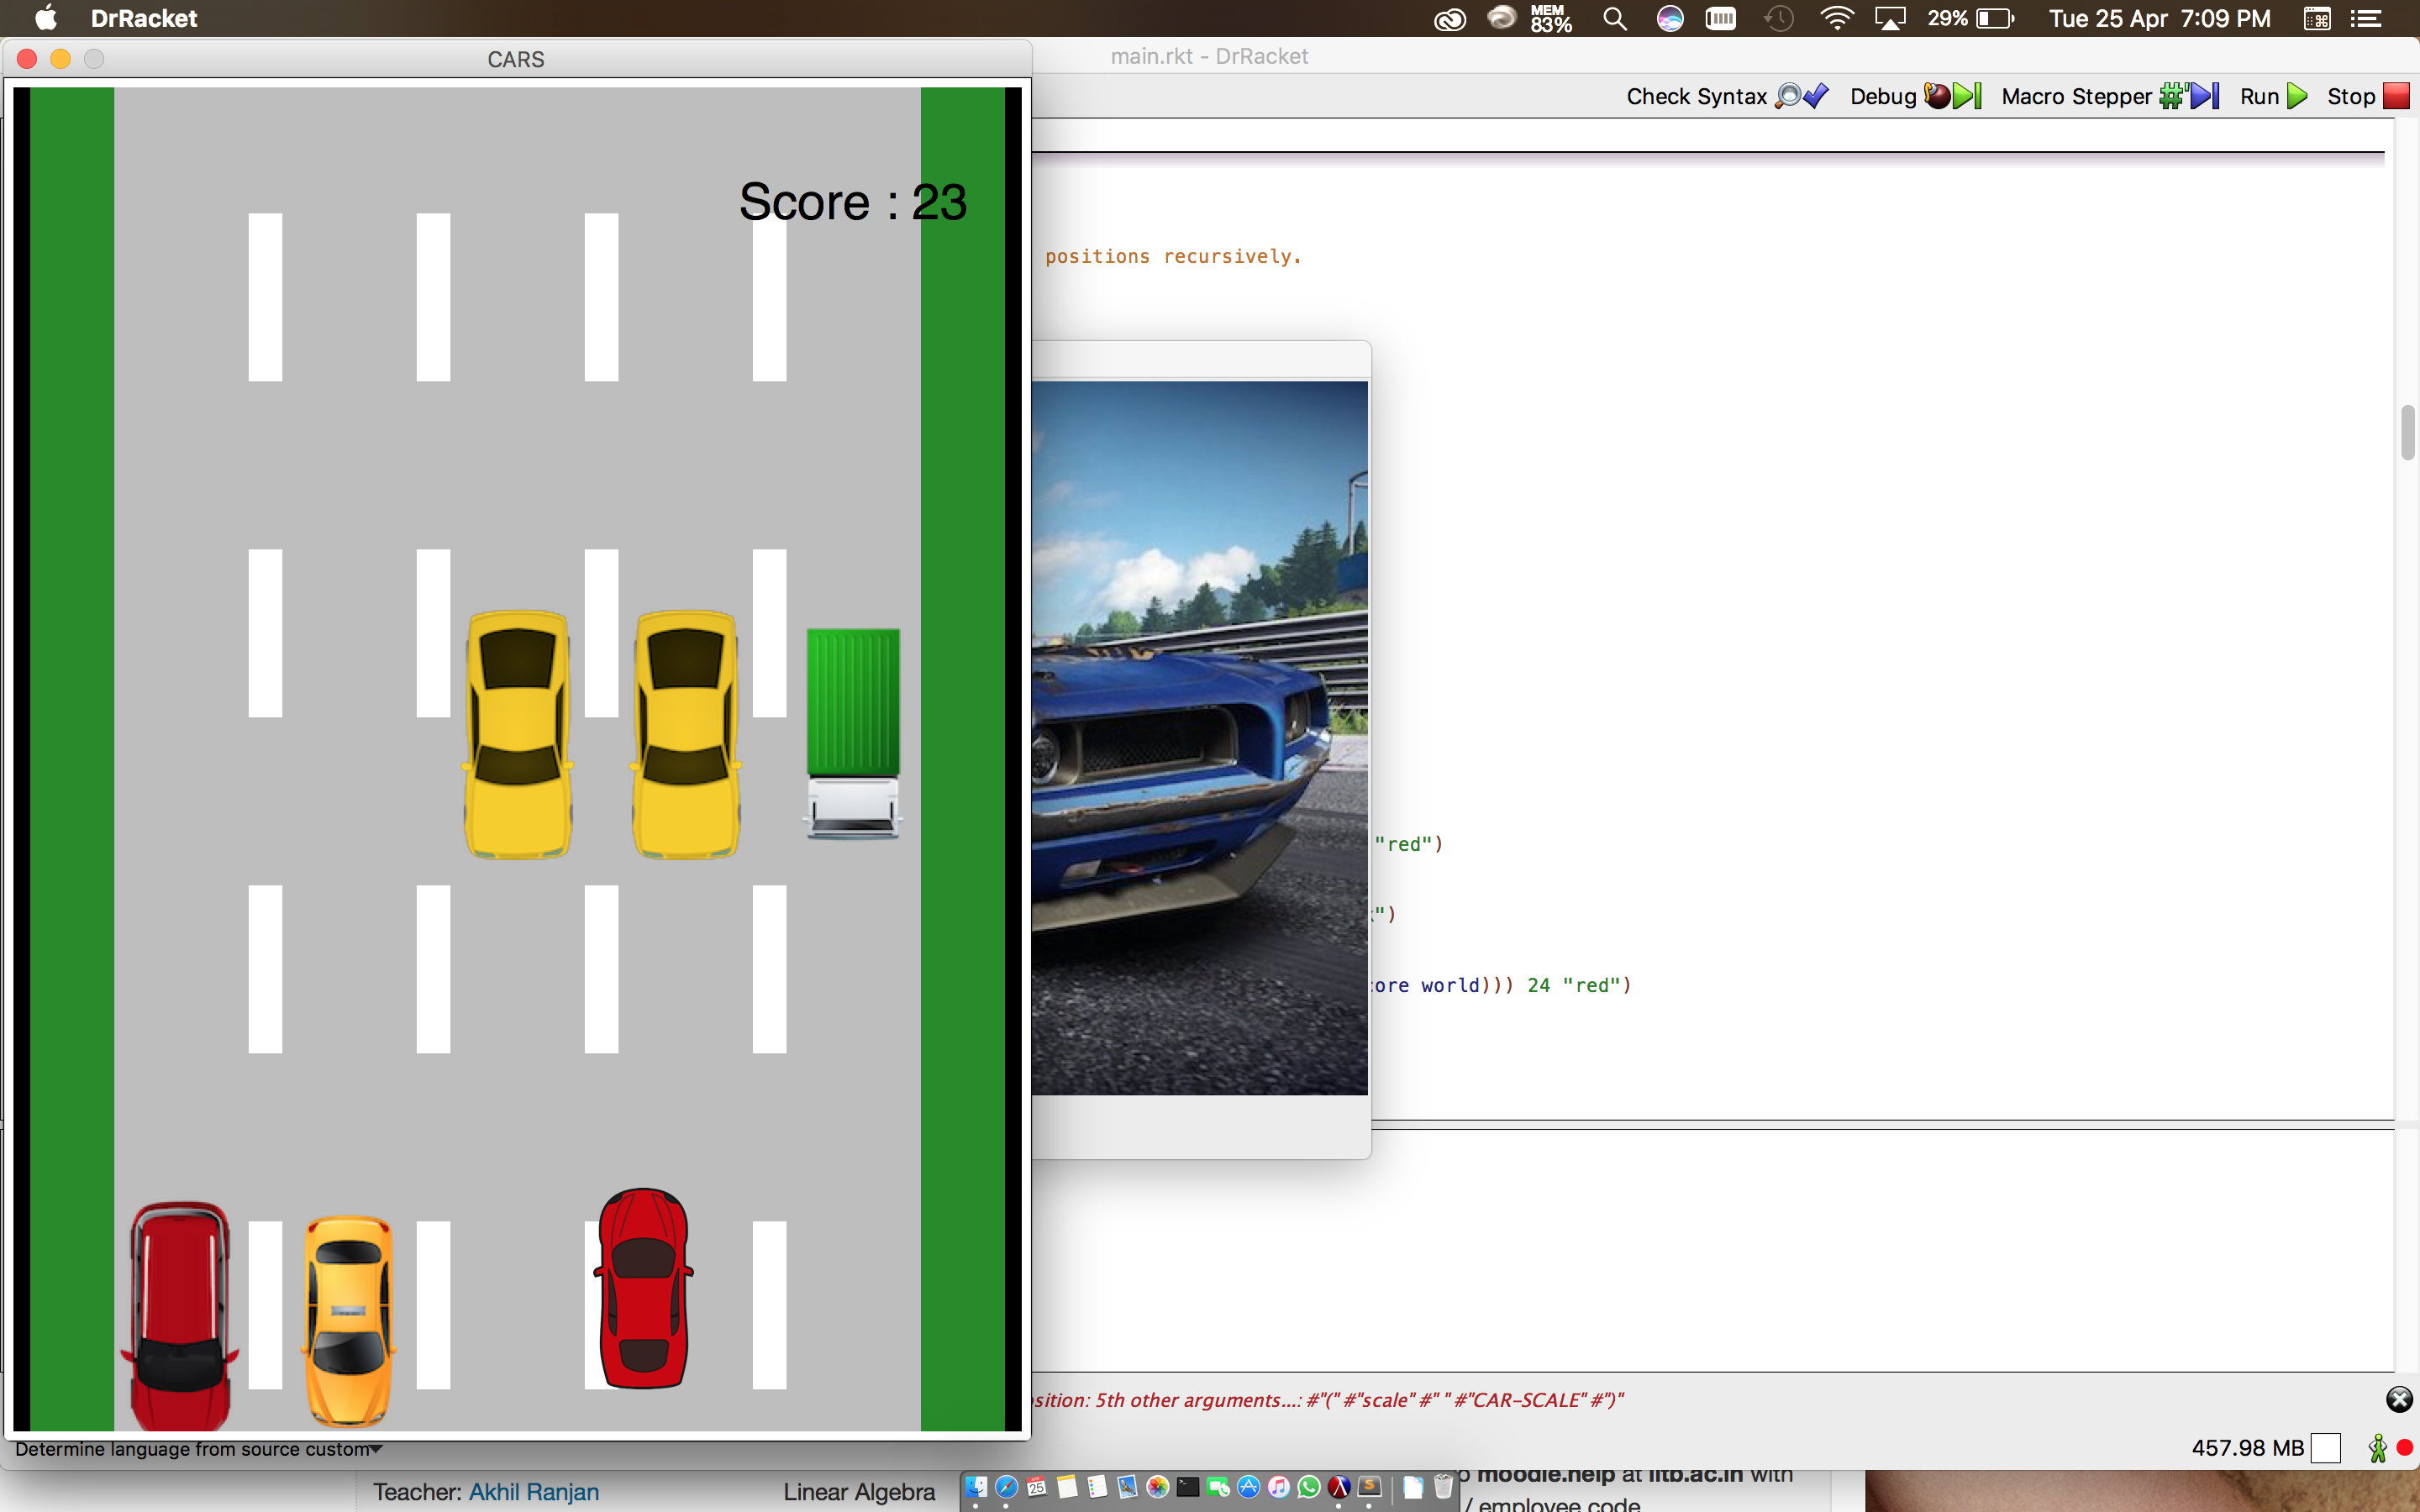 DrRacket
MEM
83%
29%
Tue 25 Apr 7:09 PM
CARS
main.rkt - DrRacket
Check Syntax
Debug
Macro Stepper
Run
Stop
Score : 23
positions recursively.
"red")
")
core world))) 24 "red")
sition: 5th other arguments...: #"(" #"scale" #" " #"CAR-SCALE" #")"
Determine language from source custom
457.98 MB
Teacher: Akhil Ranjan
Linear Algebra
25
moodle.help at iitb.ac.in with
/ employee code